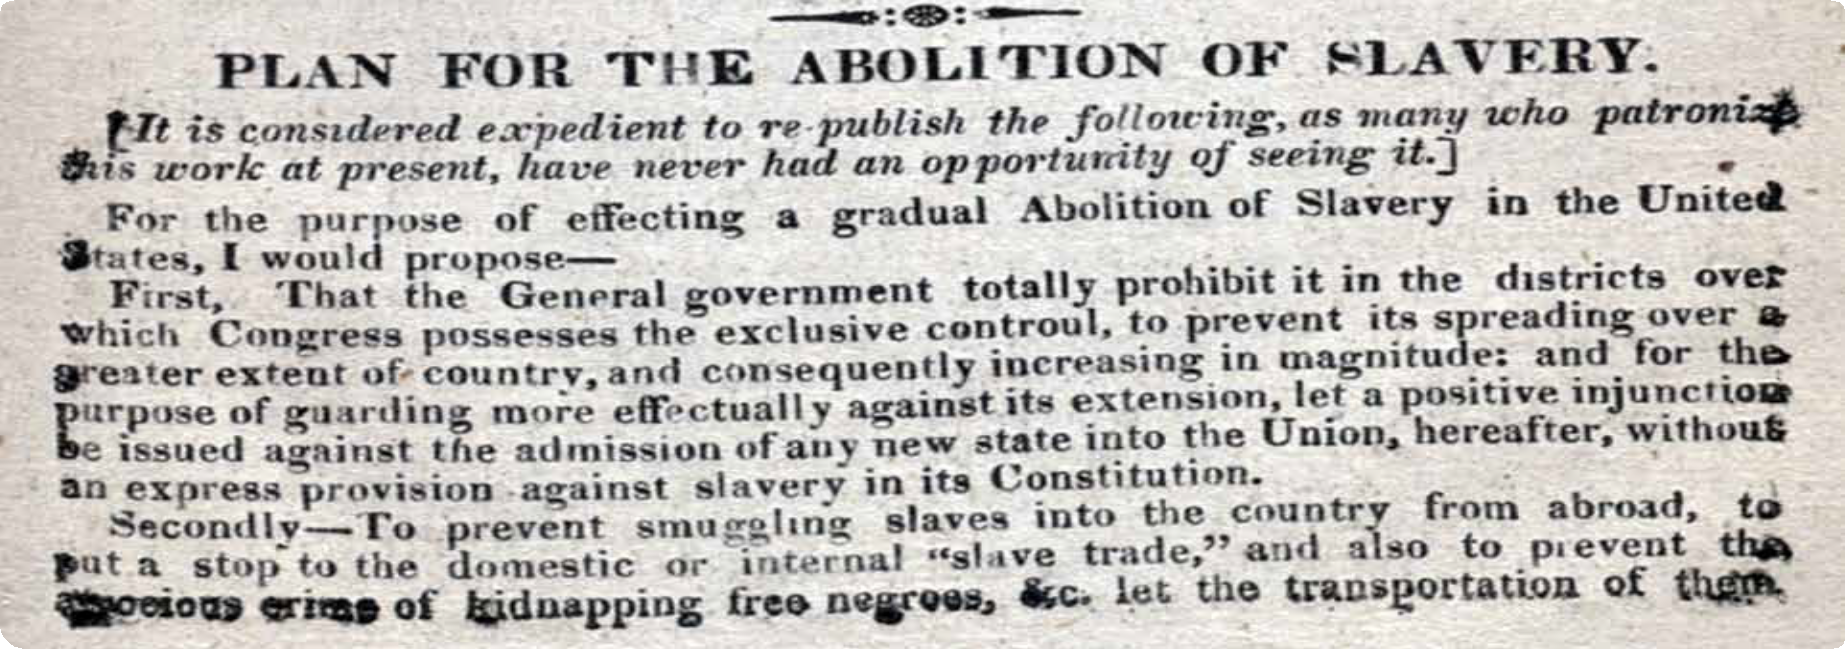 PLAN FOR THE ABOLITION OF SLAVERY.
[It is considered expedient to re-publish the following, as many who patronize
this work at present, have never had an opportunity of seeing it.]
For the purpose of effecting a gradual Abolition of Slavery in the United
States, I would propose—
First, That the General government totally prohibit it in the districts over
which Congress possesses the exclusive controul, to prevent its spreading over a
greater extent of country, and consequently increasing in magnitude: and for the
purpose of guarding more effectually against its extension, let a positive injunction
be issued against the admission of any new state into the Union, hereafter, without
an express provision against slavery in its Constitution.
Secondly—To prevent smuggling slaves into the country from abroad, to
put a stop to the domestic or internal “slave trade,” and also to prevent the
atrocious crime of kidnapping free negroes, &c. let the transportation of them